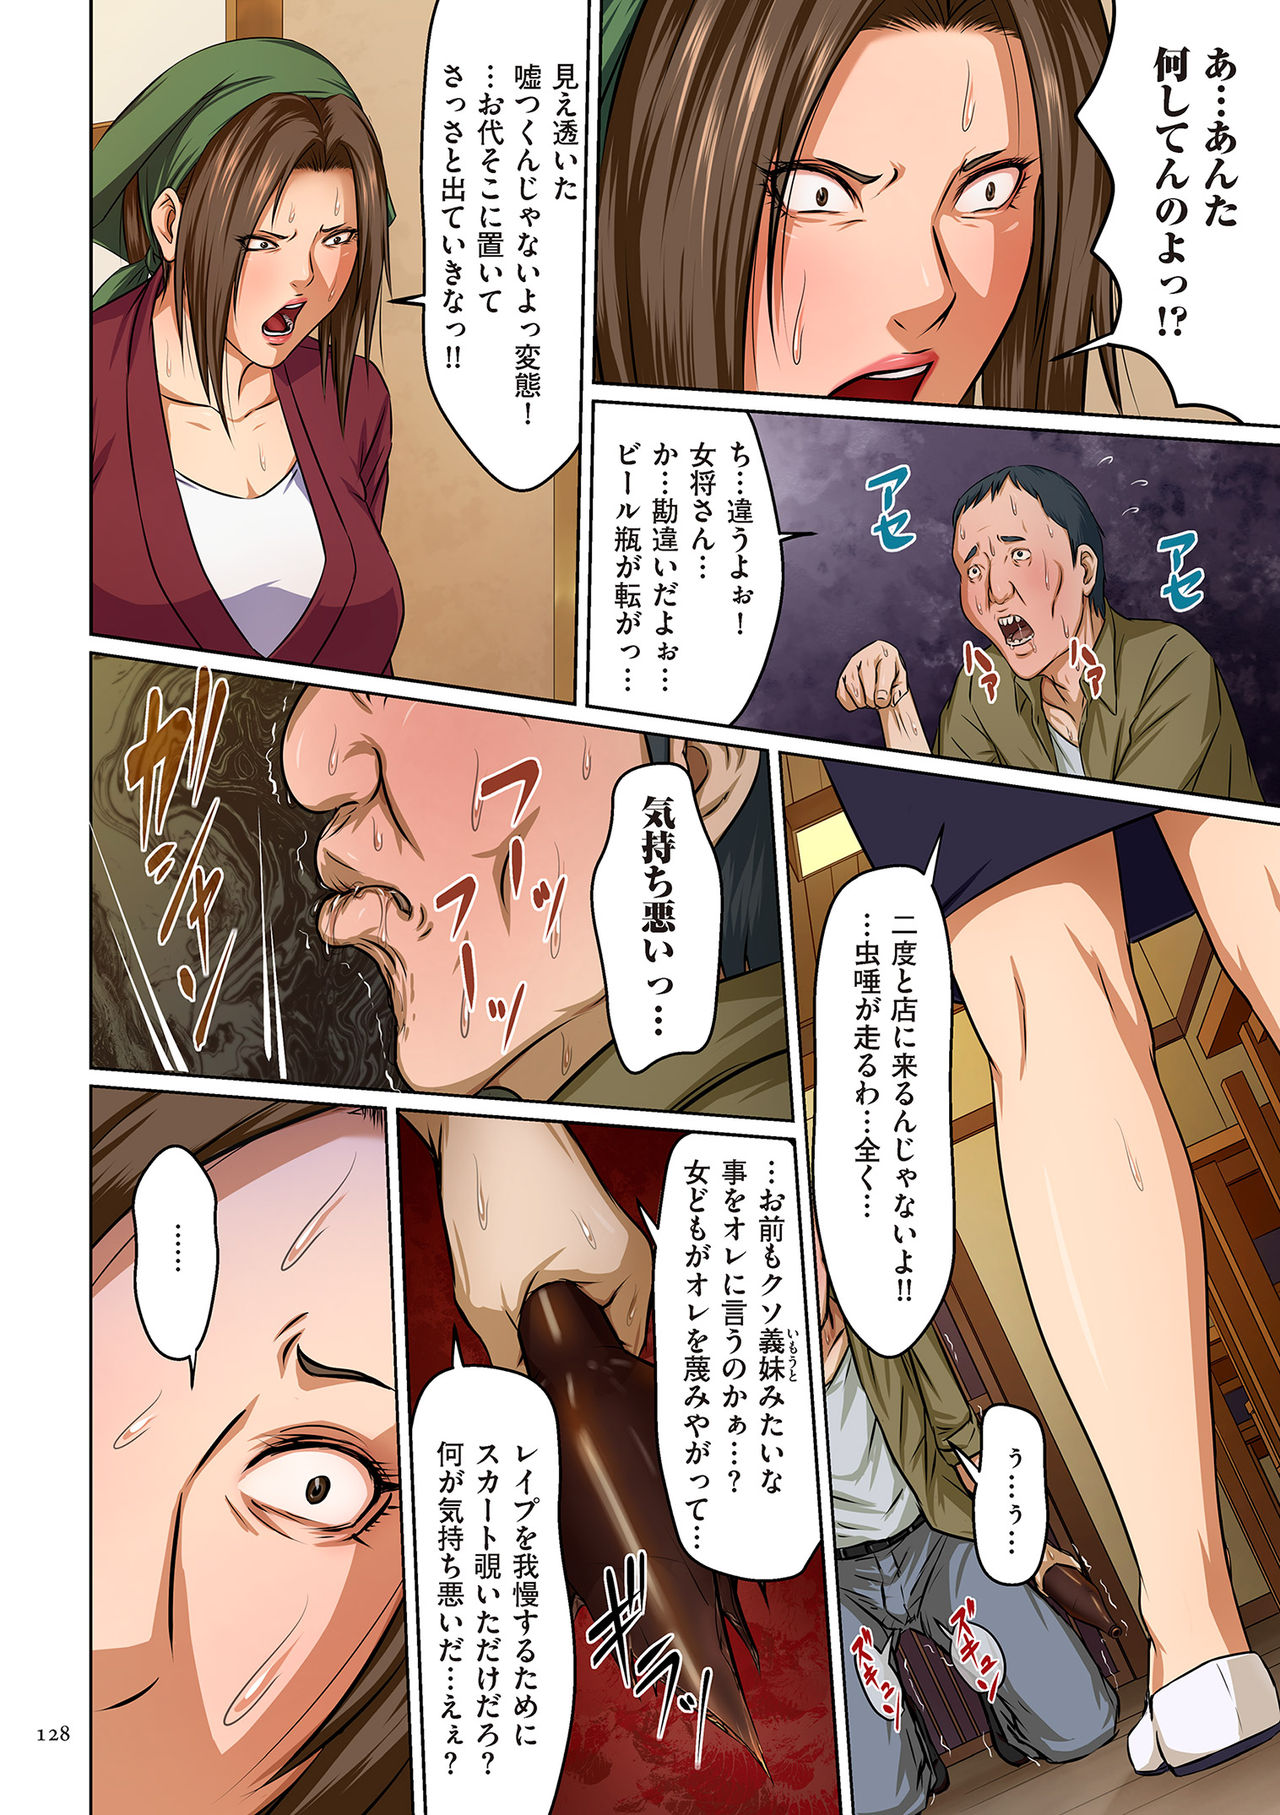 あ…あんた
何してんのよっ!?
ち…違うよぉ！
女将さん…
か…勘違いだよぉ…
ビール瓶が転がっ…
アセ
アセ
ハァ
ハァ
見え透いた
嘘つくんじゃないよっ変態！
…お代そこに置いて
さっさと出ていきなっ!!
二度と店に来るんじゃないよ!!
…虫唾が走るわ…全く…
う…ぅ…
ズキュン
ズキュン
気持ち悪いっ…
フーッ
フーッ
ガシャン
…お前もクソ義妹みたいな
いもうと
事をオレに言うのかぁ…？
女どもがオレを蔑みやがって…
レイプを我慢するために
スカート覗いただけだろ？
何が気持ち悪いだ…えぇ？
ギラッ
……
128